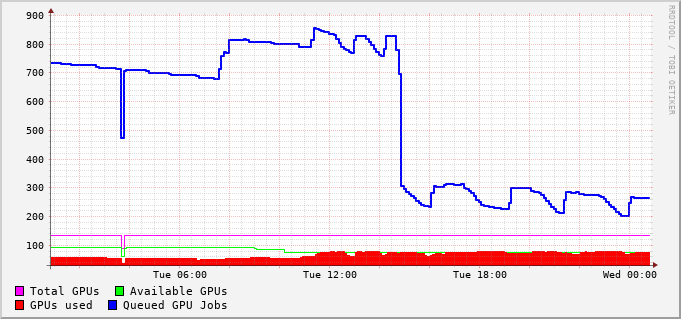 900
800
700
600
500
400
300
200
100
Tue 06:00 Tue 12:00 Tue 18:00 Wed 00:00
Total GPUs Available GPUs
GPUs used Queued GPU Jobs
RRDTOOL / TOBI OETIKER